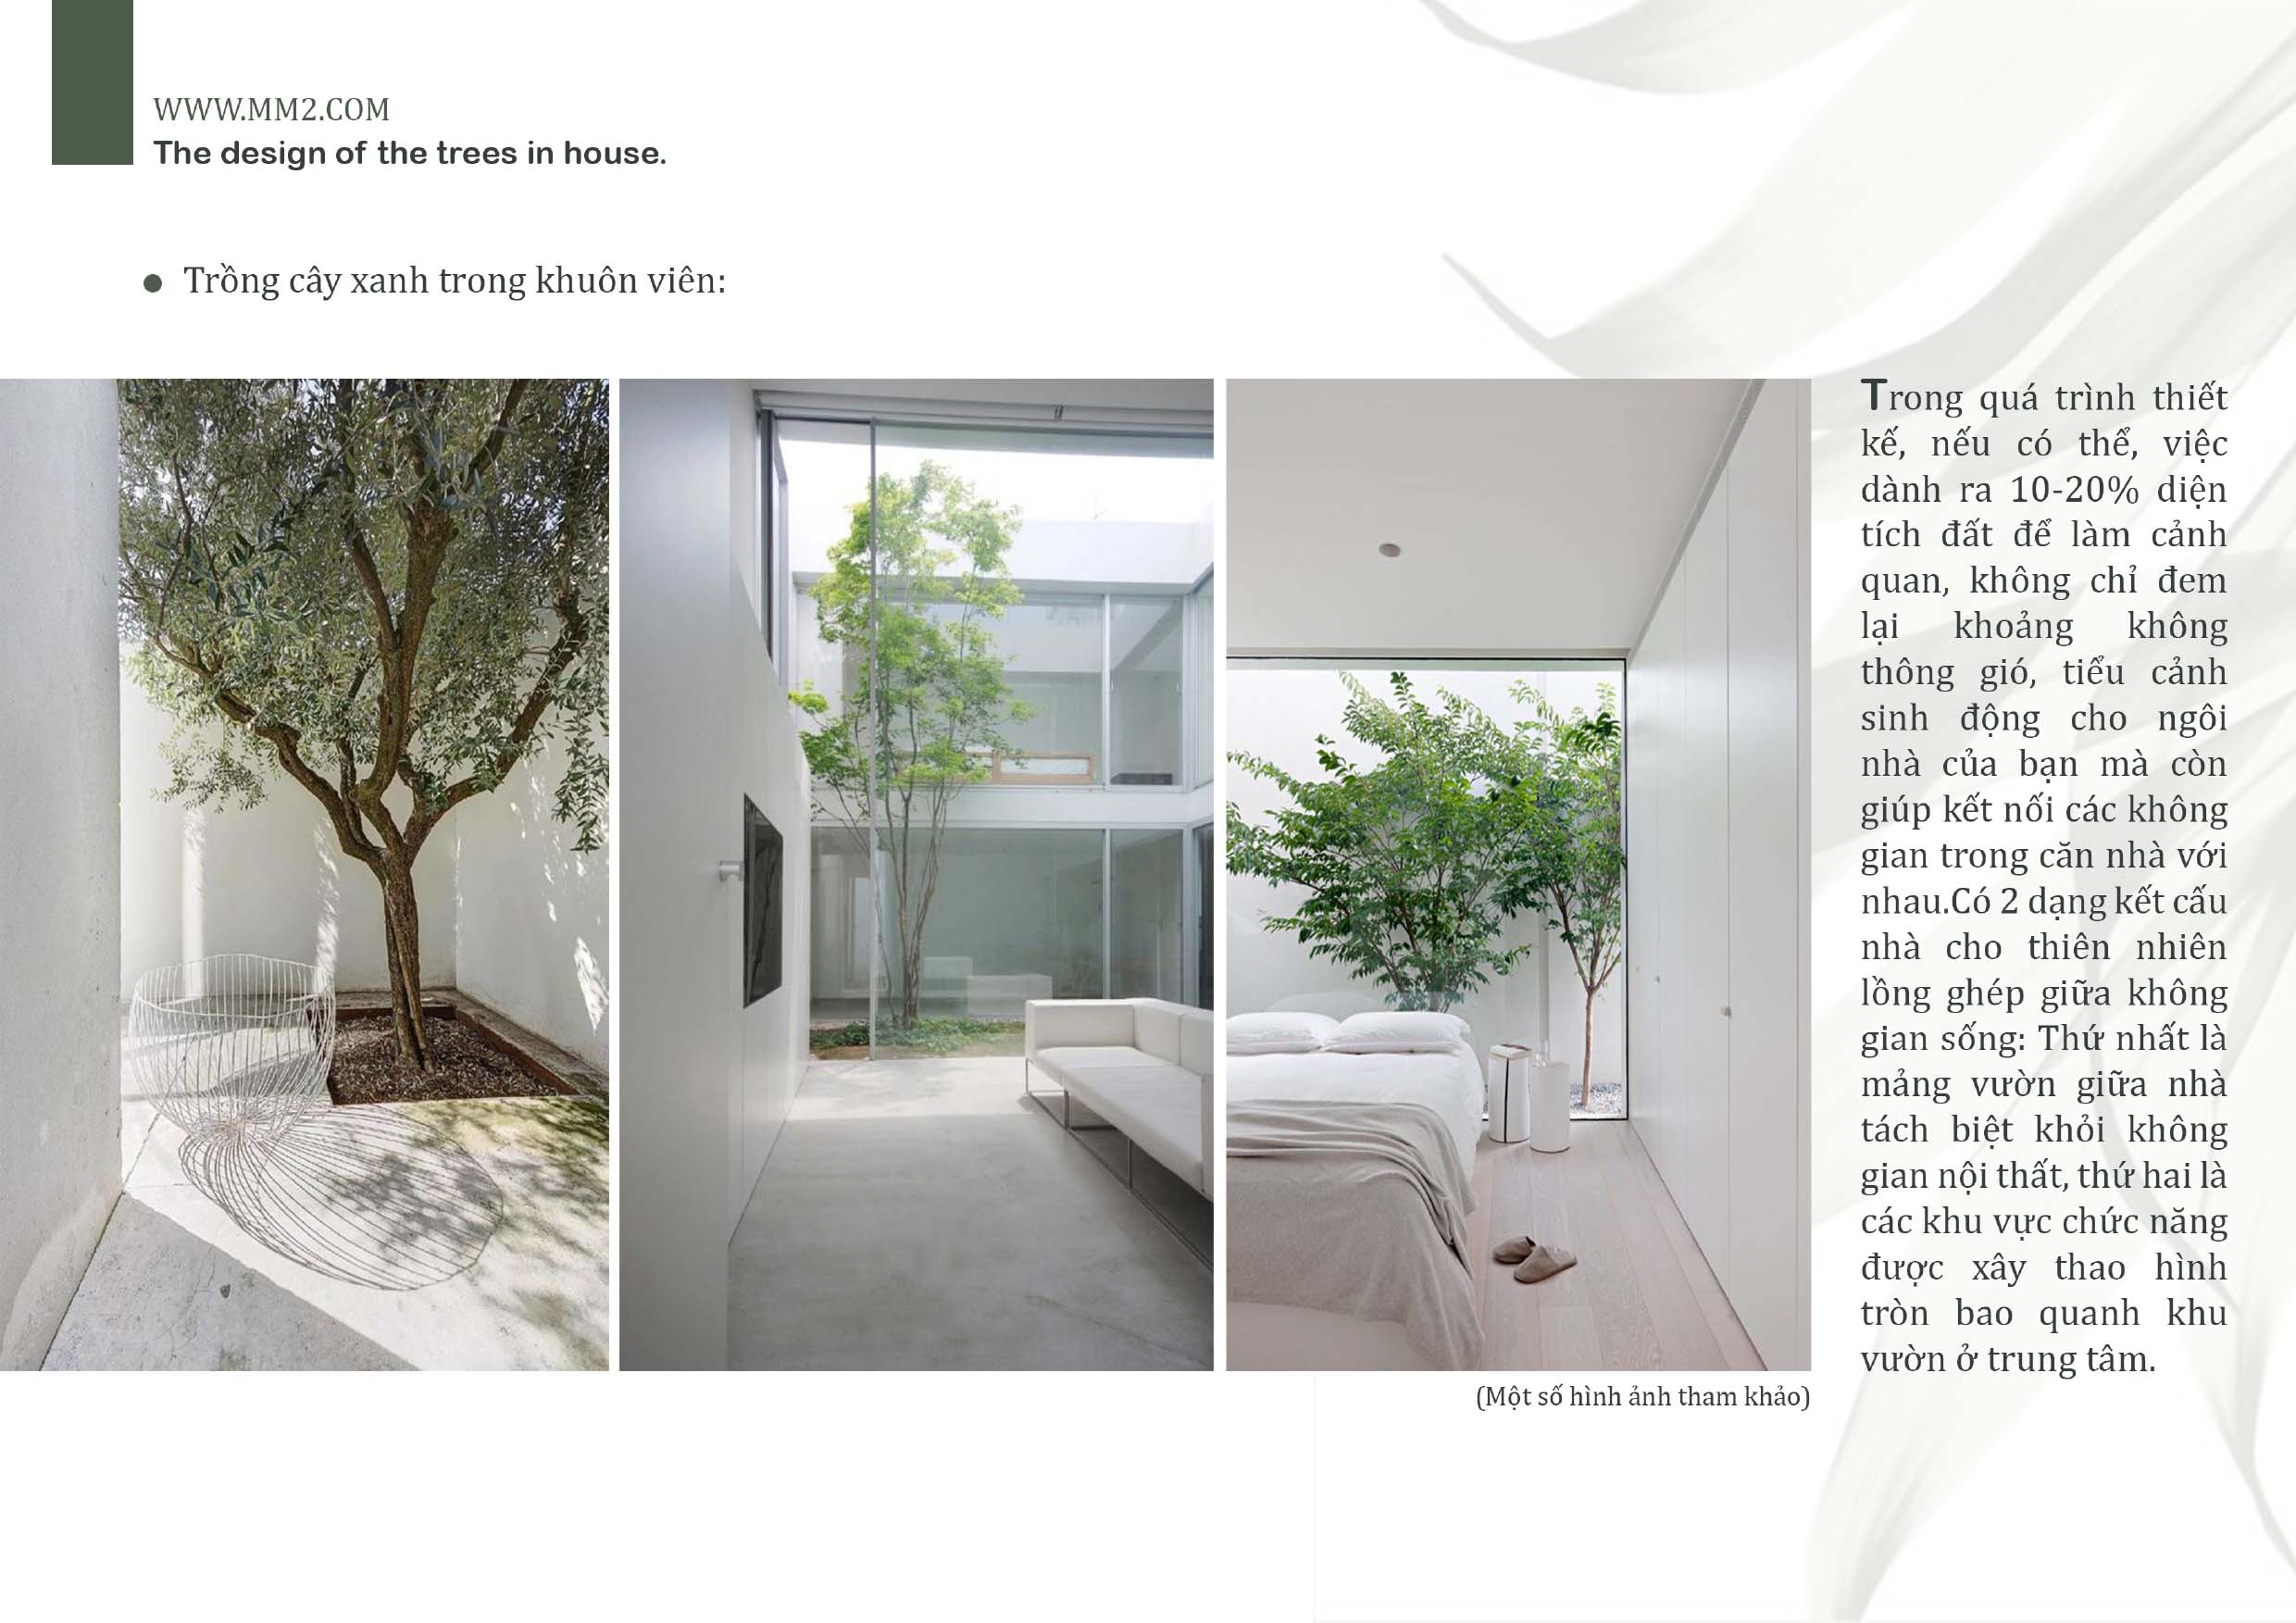 WWW.MM2.COM
The design of the trees in house.
Trồng cây xanh trong khuôn viên:
Trong quá trình thiết
kế, nếu có thể, việc
dành ra 10-20% diện
tích đất để làm cảnh
quan, không chỉ đem
lại khoảng không
thông gió, tiểu cảnh
sinh động cho ngôi
nhà của bạn mà còn
giúp kết nối các không
gian trong căn nhà với
nhau.Có 2 dạng kết cấu
nhà cho thiên nhiên
lồng ghép giữa không
gian sống: Thứ nhất là
mảng vườn giữa nhà
tách biệt khỏi không
gian nội thất, thứ hai là
các khu vực chức năng
được xây thao hình
tròn bao quanh khu
vườn ở trung tâm.
(Một số hình ảnh tham khảo)